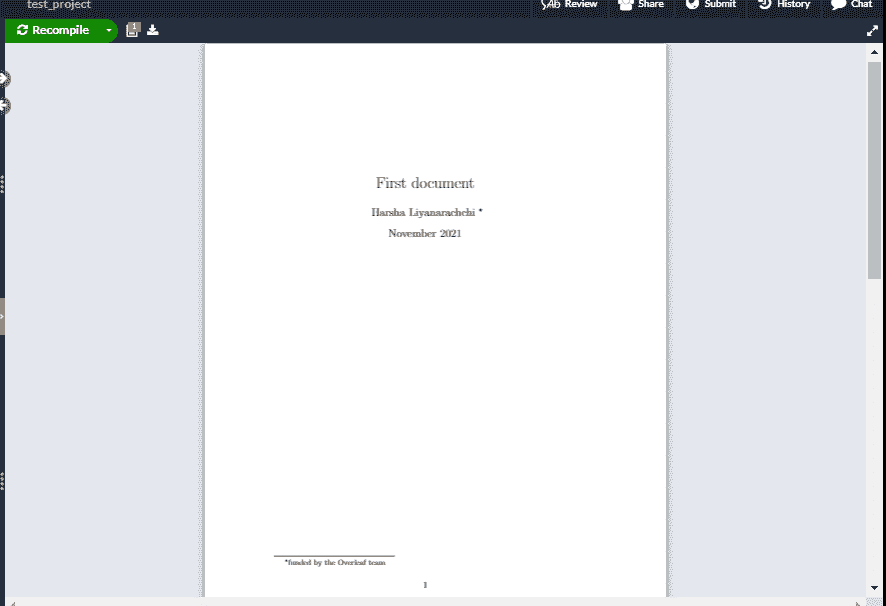 test_project
Review Share Submit History Chat
Recompile 1
First document
Harsha Liyanarachchi *
November 2021
*funded by the Overleaf team
1